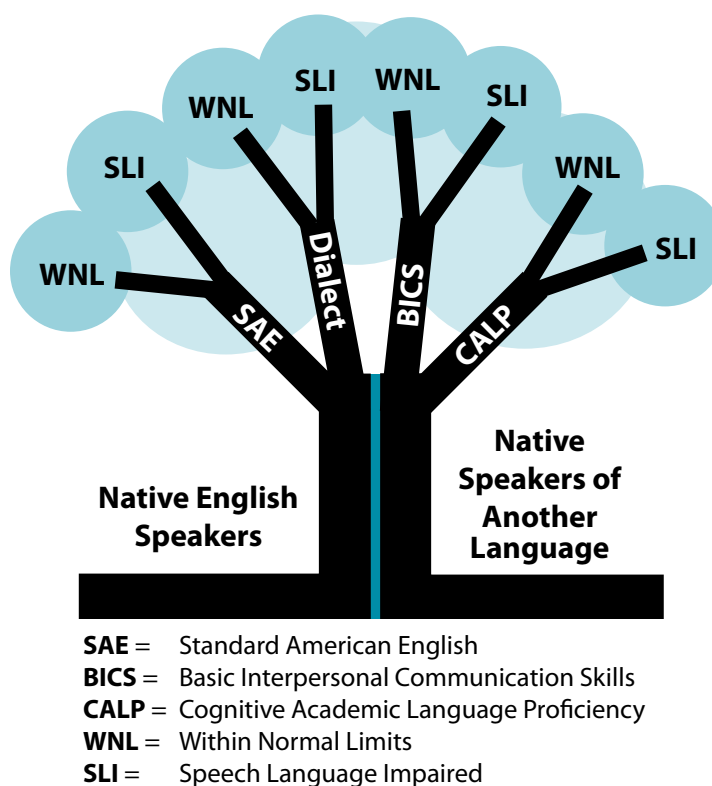 SLI
WNL
WNL
SLI
SLI
WNL
WNL
SLI
SAE
Dialect
BICS
CALP
Native English
Speakers
Native
Speakers of
Another
Language
SAE = Standard American English
BICS = Basic Interpersonal Communication Skills
CALP = Cognitive Academic Language Proficiency
WNL = Within Normal Limits
SLI = Speech Language Impaired